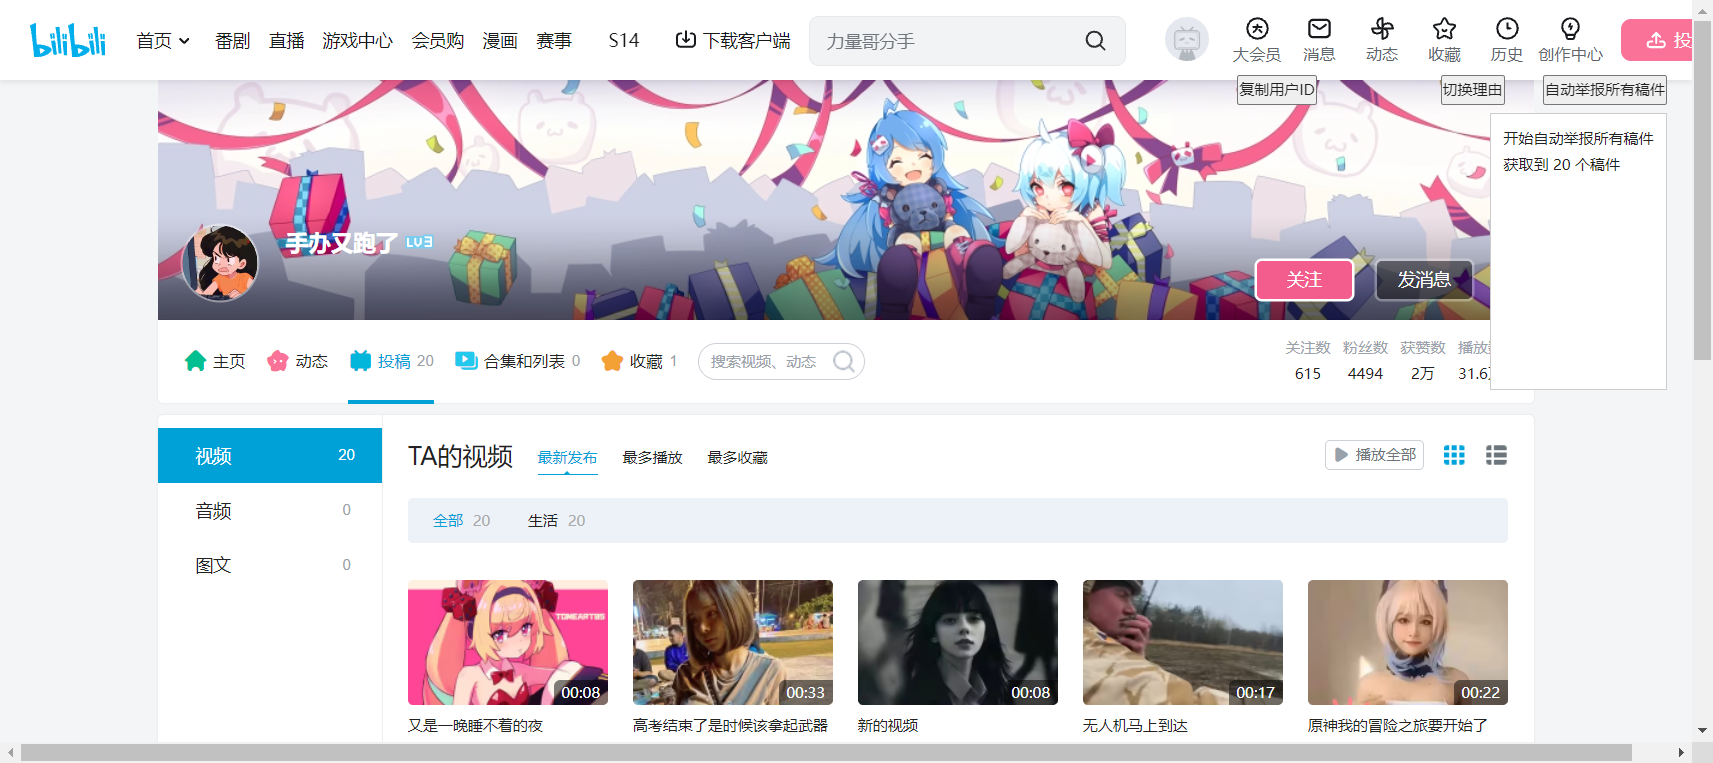 bilibili
首页
番剧
直播
游戏中心
会员购
漫画
赛事
S14
下载客户端
力量哥分手
大会员
消息
动态
收藏
历史
创作中心
投
复制用户ID
切换理由
自动举报所有稿件
开始自动举报所有稿件
获取到 20 个稿件
手办又跑了 LV3
关注
发消息
主页
动态
投稿 20
合集和列表 0
收藏 1
搜索视频、动态
关注数 粉丝数 获赞数 播放
615 4494 2万 31.6
视频 20
音频 0
图文 0
TA的视频
最新发布
最多播放
最多收藏
播放全部
全部 20
生活 20
TOMEART05
00:08
00:33
00:08
00:17
00:22
又是一晚睡不着的夜
高考结束了是时候该拿起武器
新的视频
无人机马上到达
原神我的冒险之旅要开始了